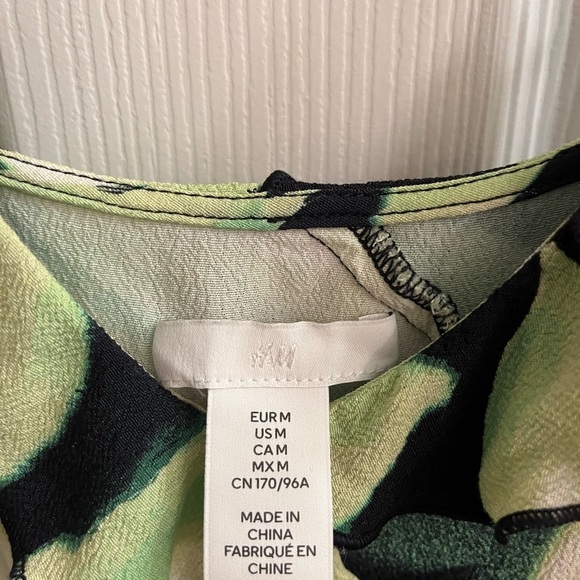 H&M
EUR M
US M
CA M
MX M
CN 170/96A
MADE IN
CHINA
FABRIQUÉ EN
CHINE